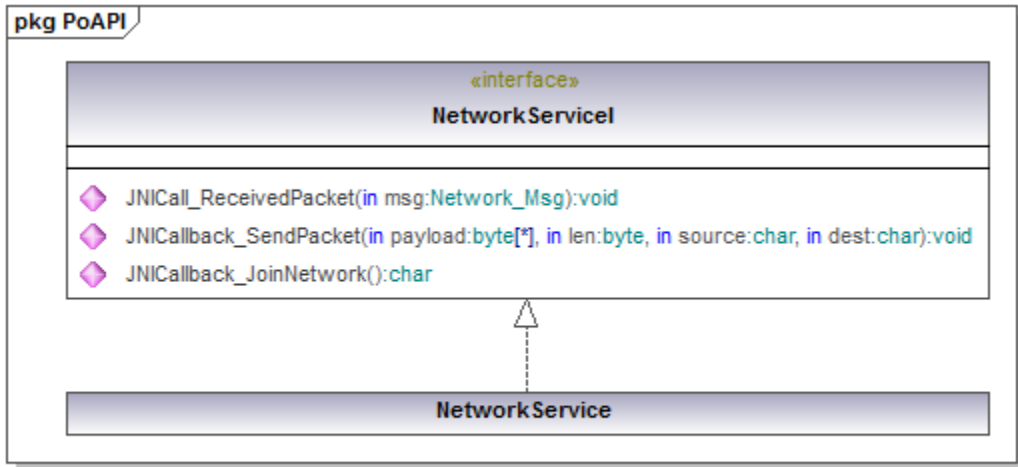 pkg PoAPI
«interface»
NetworkServiceI
JNICall_ReceivedPacket(in msg:Network_Msg):void
JNICallback_SendPacket(in payload:byte[*], in len:byte, in source:char, in dest:char):void
JNICallback_JoinNetwork():char
NetworkService